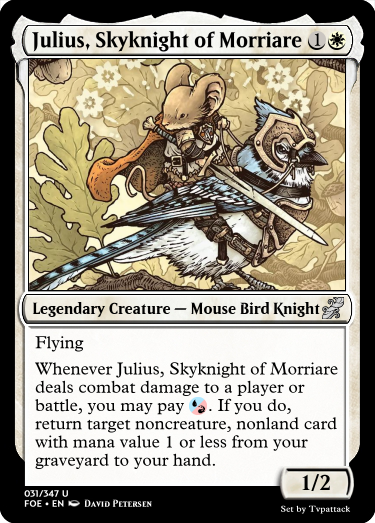 Julius, Skyknight of Morriare 1
Legendary Creature — Mouse Bird Knight
Flying
Whenever Julius, Skyknight of Morriare
deals combat damage to a player or
battle, you may pay . If you do,
return target noncreature, nonland card
with mana value 1 or less from your
graveyard to your hand.
1/2
031/347 U
FOE • EN DAVID PETERSEN
Set by Tvpattack